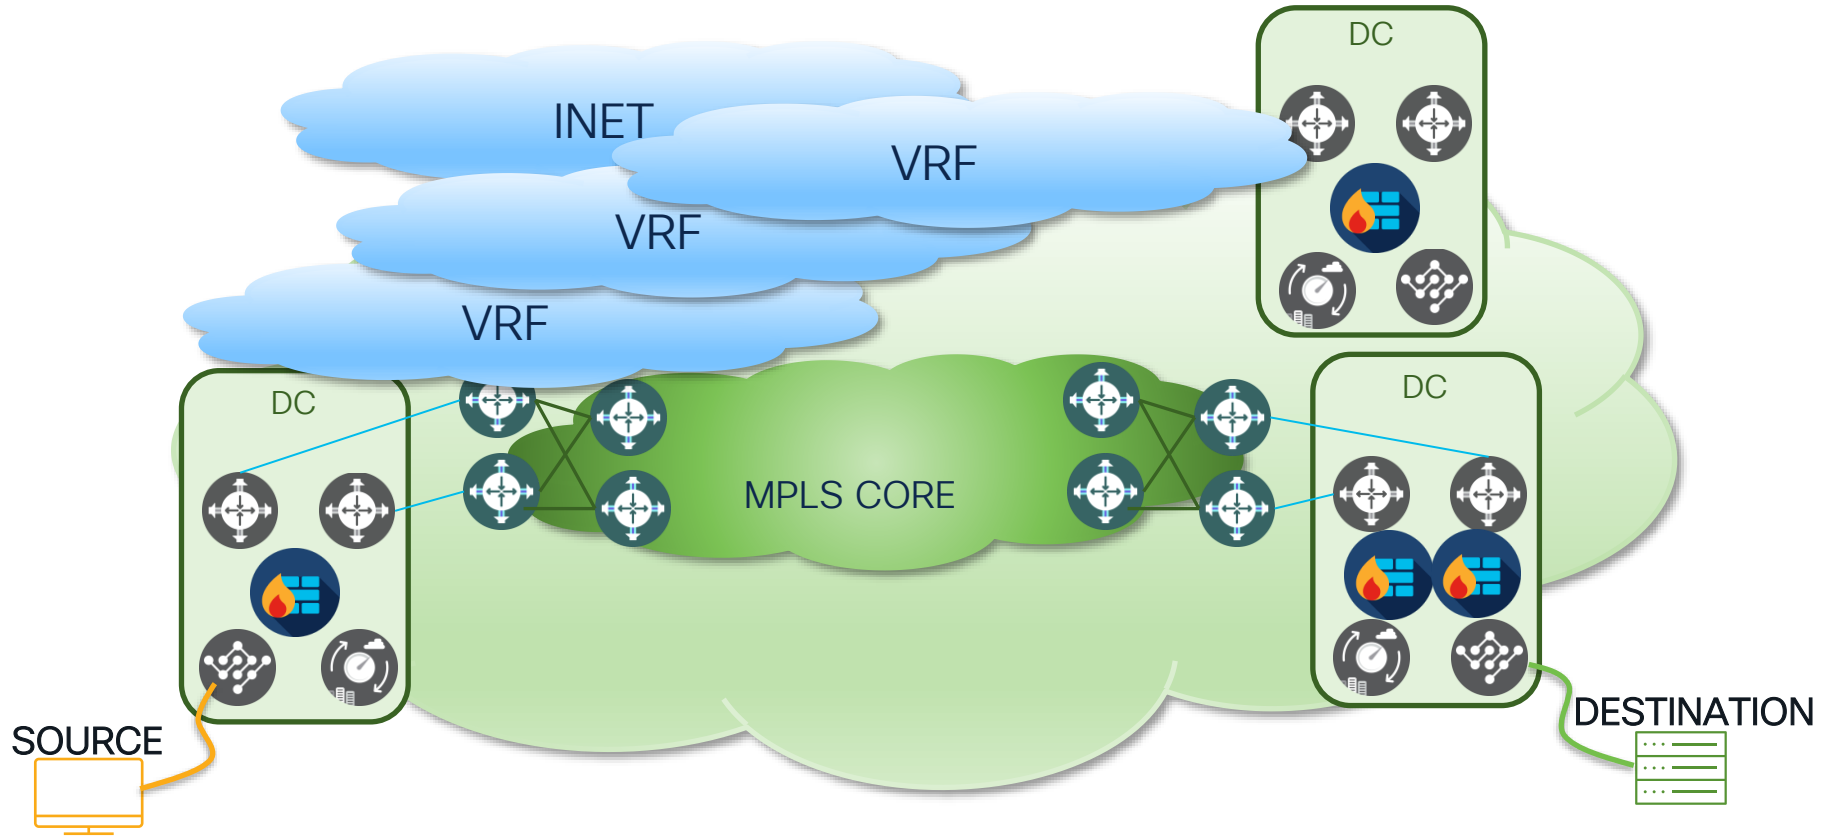 DC
INET
VRF
VRF
VRF
DC
DC
MPLS CORE
SOURCE
DESTINATION